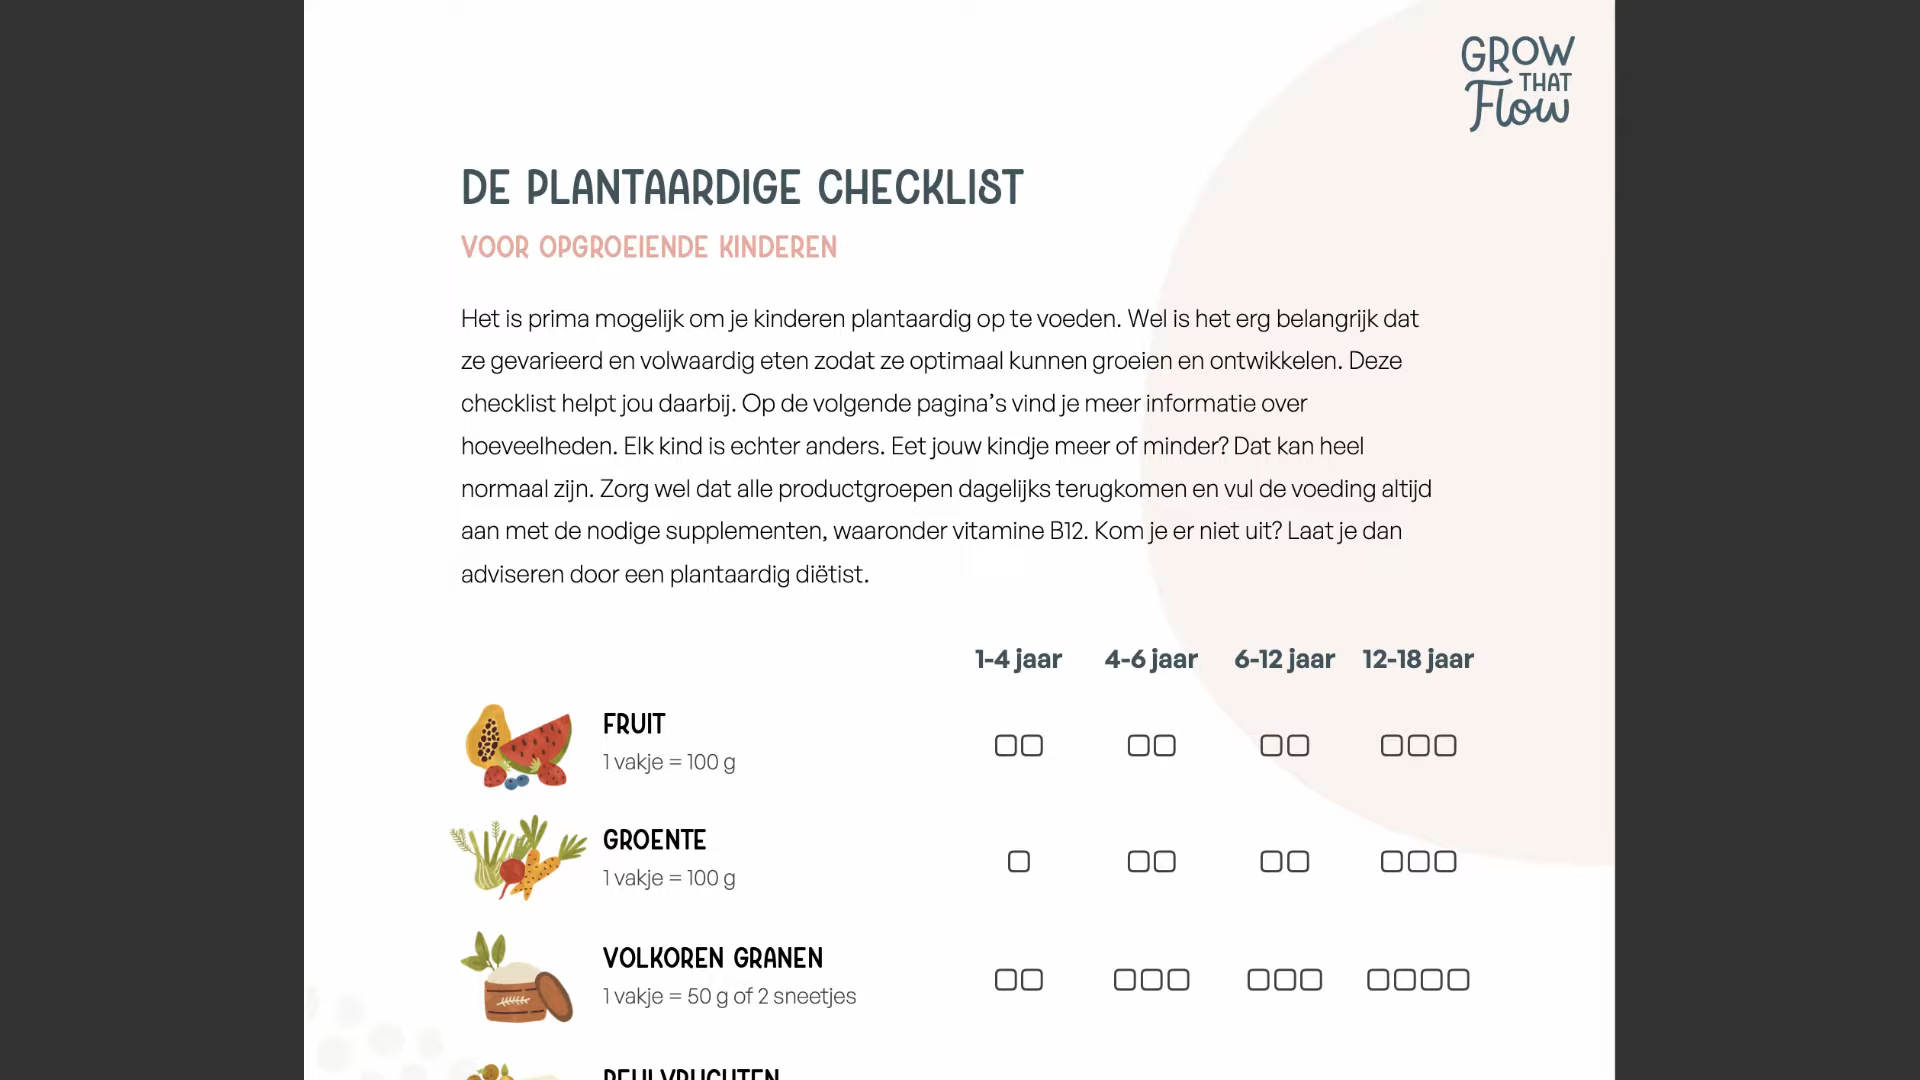 GROW
THAT
Flow
DE PLANTAARDIGE CHECKLIST
VOOR OPGROEIENDE KINDEREN
Het is prima mogelijk om je kinderen plantaardig op te voeden. Wel is het erg belangrijk dat
ze gevarieerd en volwaardig eten zodat ze optimaal kunnen groeien en ontwikkelen. Deze
checklist helpt jou daarbij. Op de volgende pagina's vind je meer informatie over
hoeveelheden. Elk kind is echter anders. Eet jouw kindje meer of minder? Dat kan heel
normaal zijn. Zorg wel dat alle productgroepen dagelijks terugkomen en vul de voeding altijd
aan met de nodige supplementen, waaronder vitamine B12. Kom je er niet uit? Laat je dan
adviseren door een plantaardig diëtist.
1-4 jaar 4-6 jaar 6-12 jaar 12-18 jaar
FRUIT
1 vakje = 100 g
GROENTE
1 vakje = 100 g
VOLKOREN GRANEN
1 vakje = 50 g of 2 sneetjes
PEULVRUCHTEN